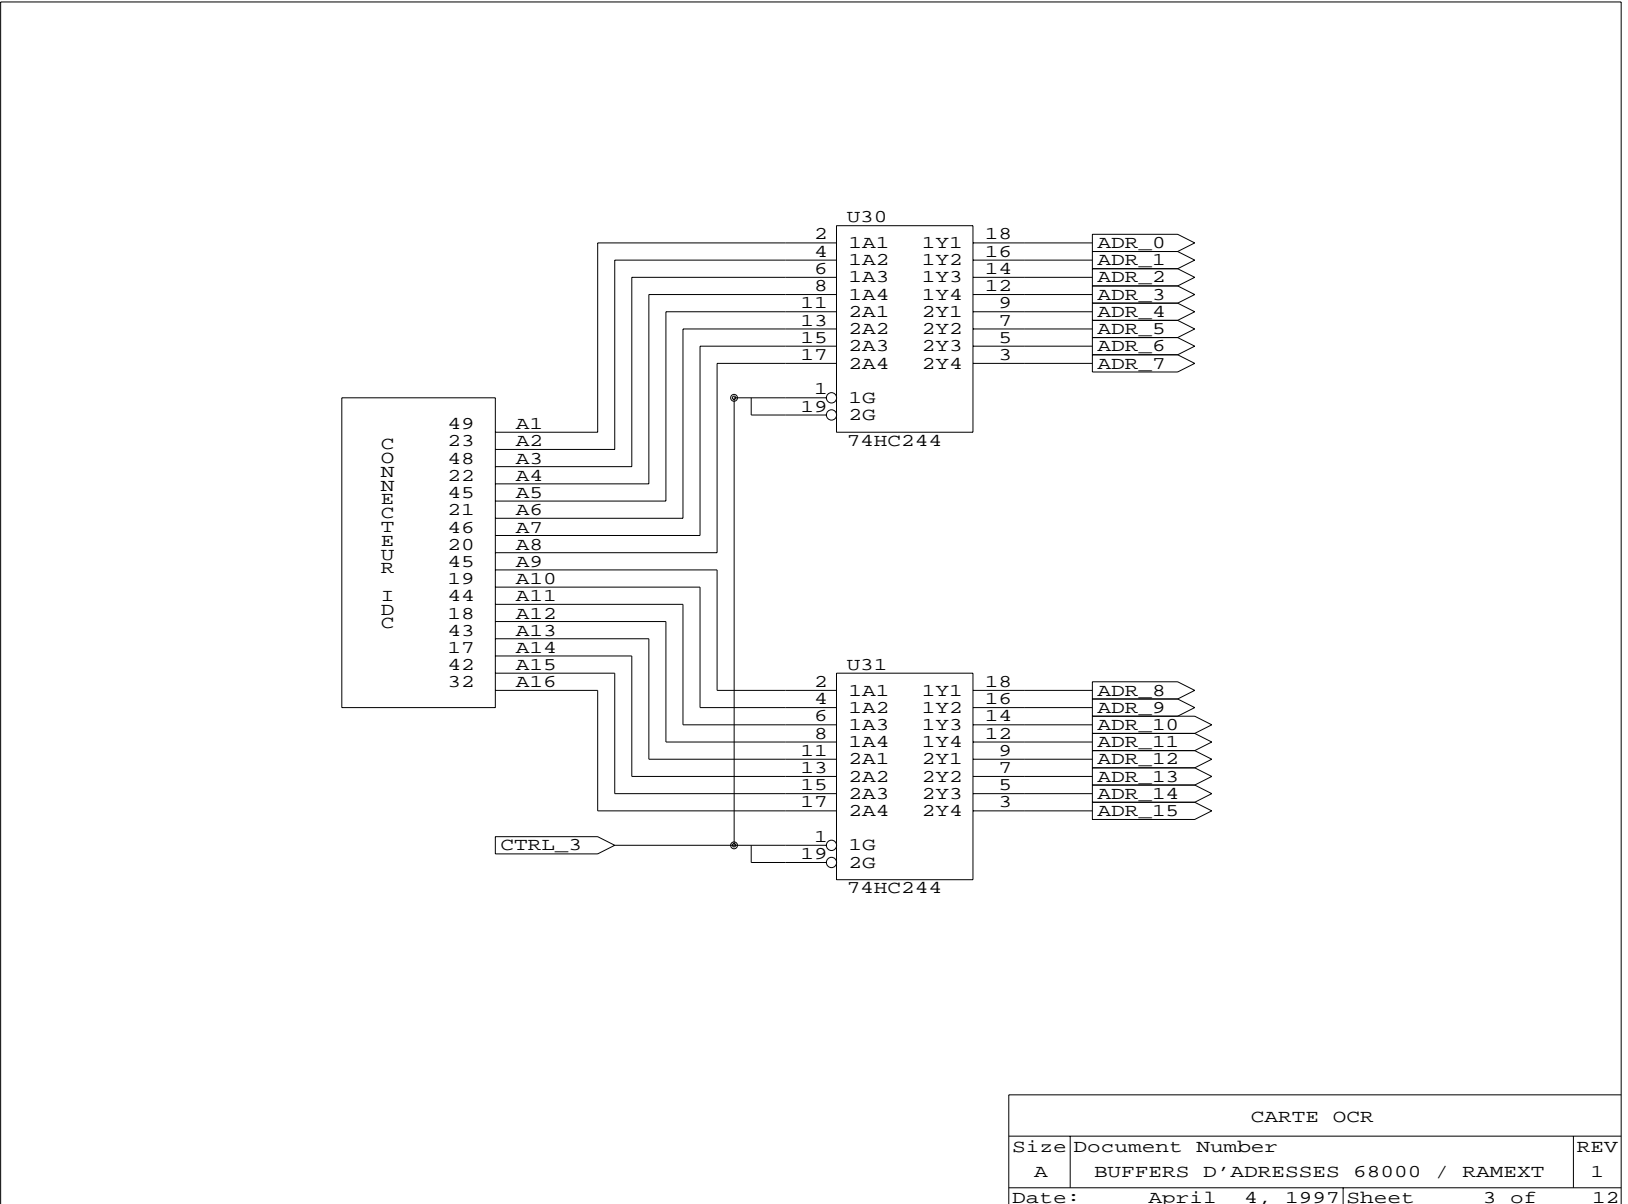 U30
2 1A1 1Y1 18 ADR_0
4 1A2 1Y2 16 ADR_1
6 1A3 1Y3 14 ADR_2
8 1A4 1Y4 12 ADR_3
11 2A1 2Y1 9 ADR_4
13 2A2 2Y2 7 ADR_5
15 2A3 2Y3 5 ADR_6
17 2A4 2Y4 3 ADR_7
1 1G
19 2G
74HC244
CONNECTEUR IDC
49 A1
23 A2
48 A3
22 A4
45 A5
21 A6
46 A7
20 A8
45 A9
19 A10
44 A11
18 A12
43 A13
17 A14
42 A15
32 A16
U31
2 1A1 1Y1 18 ADR_8
4 1A2 1Y2 16 ADR_9
6 1A3 1Y3 14 ADR_10
8 1A4 1Y4 12 ADR_11
11 2A1 2Y1 9 ADR_12
13 2A2 2Y2 7 ADR_13
15 2A3 2Y3 5 ADR_14
17 2A4 2Y4 3 ADR_15
CTRL_3 1 1G
19 2G
74HC244
CARTE OCR
Size Document Number REV
A BUFFERS D'ADRESSES 68000 / RAMEXT 1
Date: April 4, 1997 Sheet 3 of 12